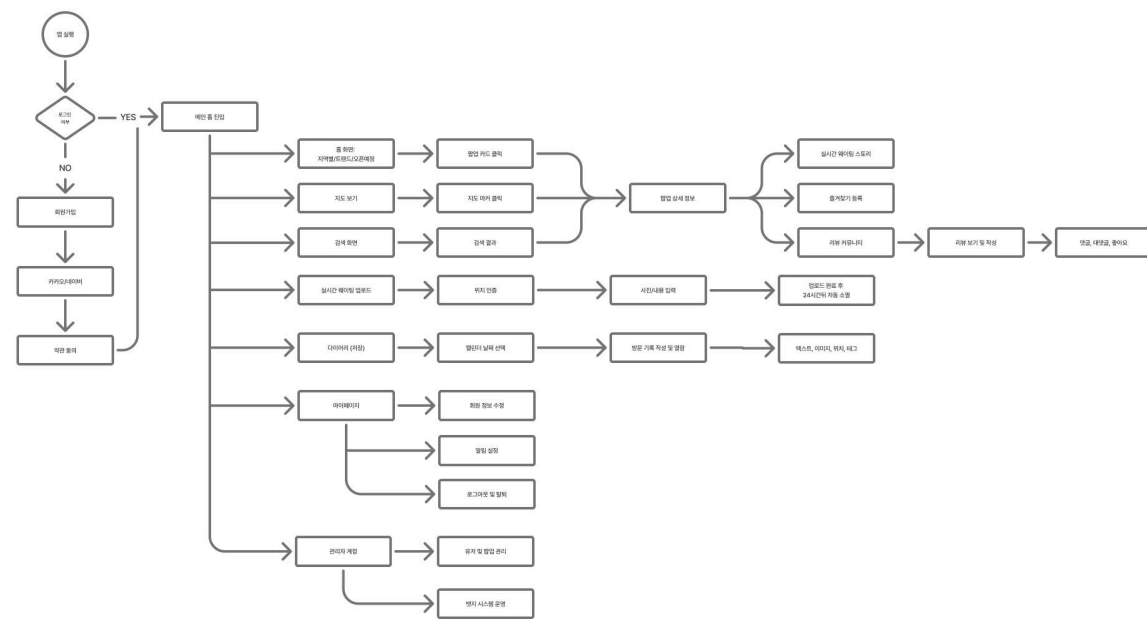 앱 실행
로그인
여부
YES
NO
회원가입
카카오/네이버
약관 동의
메인 홈 진입
홈 화면:
지역별/트렌드/오픈예정
팝업 카드 클릭
지도 보기
지도 마커 클릭
검색 화면
검색 결과
팝업 상세 정보
실시간 웨이팅 스토리
즐겨찾기 등록
리뷰 커뮤니티
리뷰 보기 및 작성
댓글, 대댓글, 좋아요
실시간 웨이팅 업로드
위치 인증
사진/내용 입력
업로드 완료 후
24시간뒤 자동 소멸
다이어리 (저장)
캘린더 날짜 선택
방문 기록 작성 및 열람
텍스트, 이미지, 위치, 태그
마이페이지
회원 정보 수정
알림 설정
로그아웃 및 탈퇴
관리자 계정
유저 및 팝업 관리
뱃지 시스템 운영